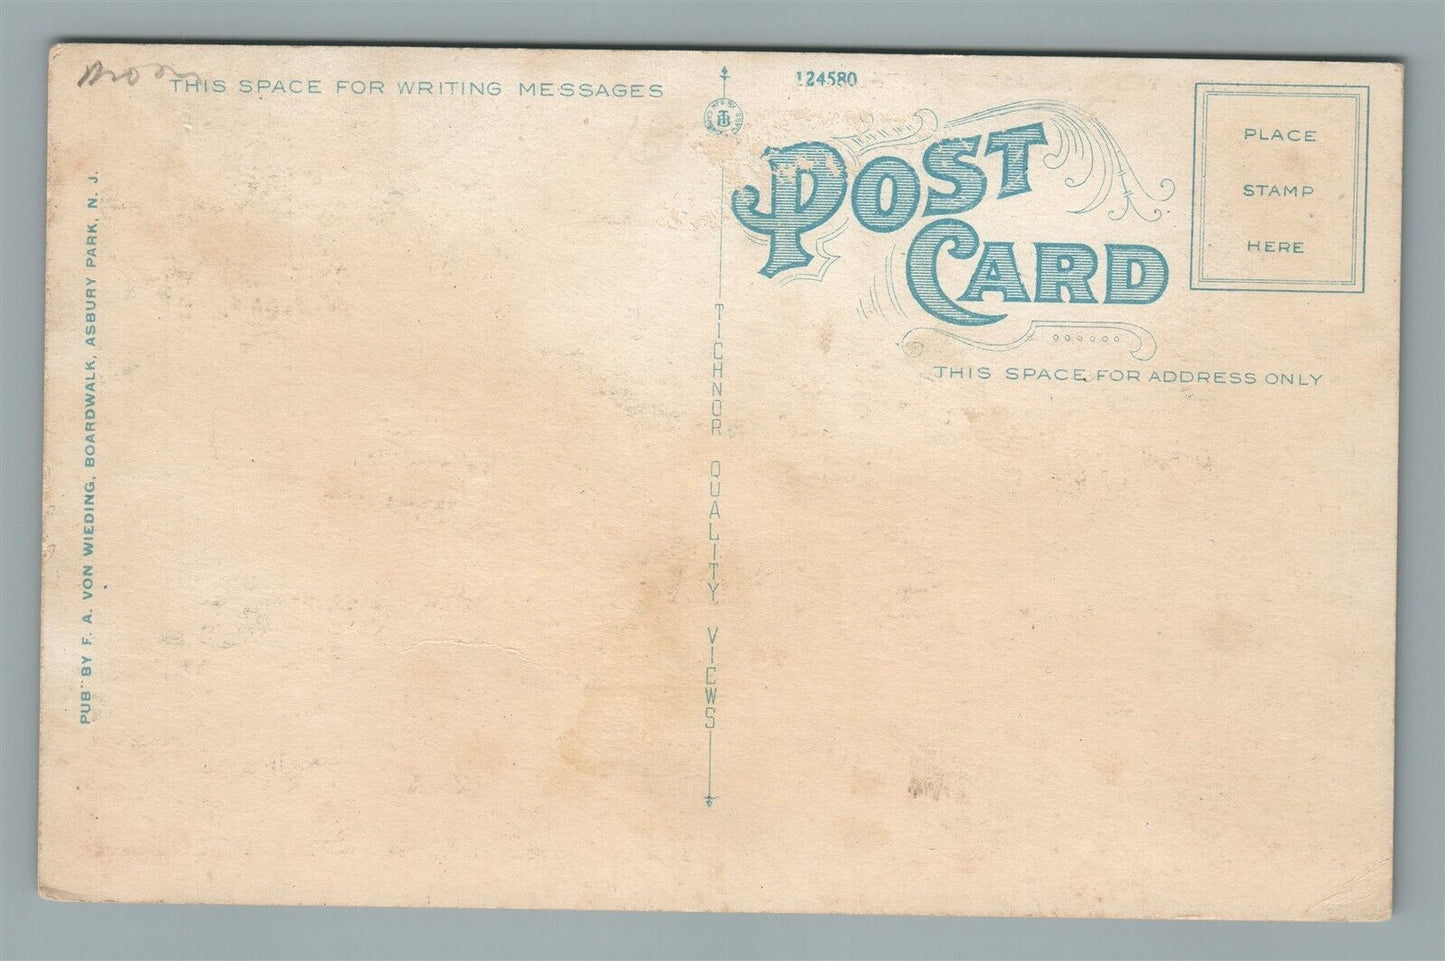 THIS SPACE FOR WRITING MESSAGES
124580
POST
CARD
PLACE
STAMP
HERE
THIS SPACE FOR ADDRESS ONLY
TICHNOR QUALITY VIEWS
PUB BY F. A. VON WIEDING, BOARDWALK, ASBURY PARK, N. J.